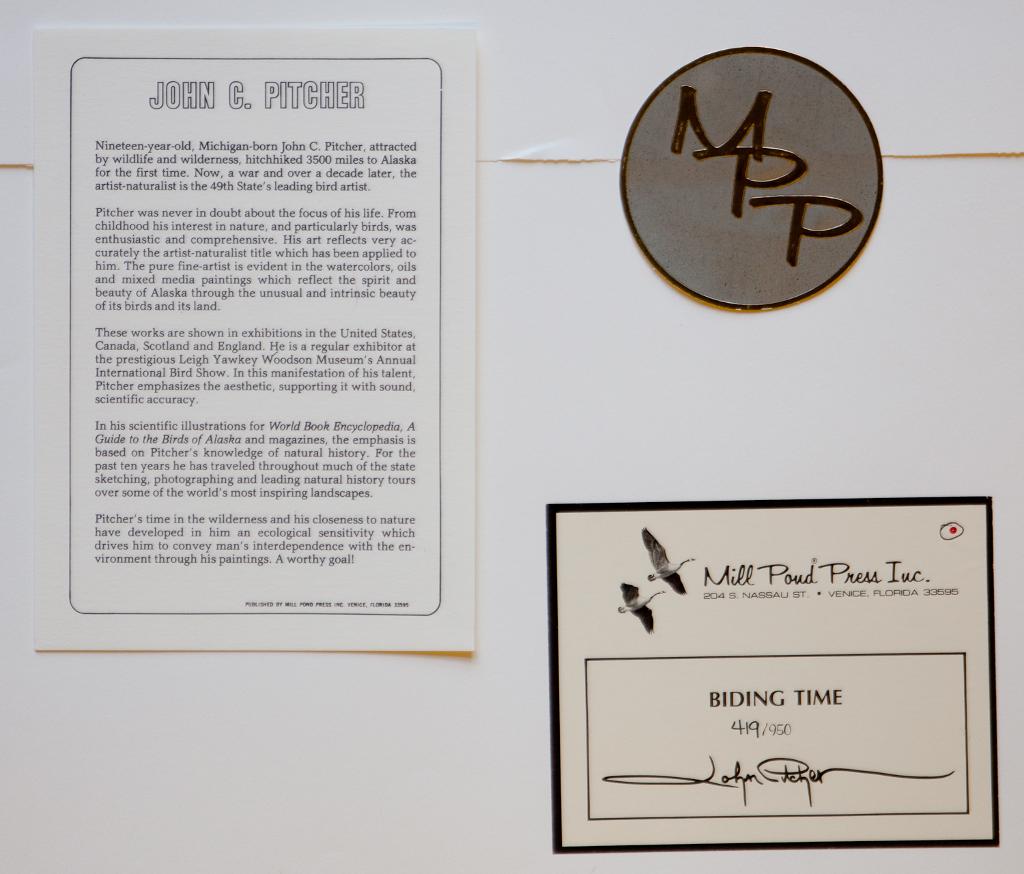 JOHN C. PITCHER
Nineteen-year-old, Michigan-born John C. Pitcher, attracted
by wildlife and wilderness, hitchhiked 3500 miles to Alaska
for the first time. Now, a war and over a decade later, the
artist-naturalist is the 49th State's leading bird artist.
Pitcher was never in doubt about the focus of his life. From
childhood his interest in nature, and particularly birds, was
enthusiastic and comprehensive. His art reflects very ac-
curately the artist-naturalist title which has been applied to
him. The pure fine-artist is evident in the watercolors, oils
and mixed media paintings which reflect the spirit and
beauty of Alaska through the unusual and intrinsic beauty
of its birds and its land.
These works are shown in exhibitions in the United States,
Canada, Scotland and England. He is a regular exhibitor at
the prestigious Leigh Yawkey Woodson Museum's Annual
International Bird Show. In this manifestation of his talent,
Pitcher emphasizes the aesthetic, supporting it with sound,
scientific accuracy.
In his scientific illustrations for World Book Encyclopedia, A
Guide to the Birds of Alaska and magazines, the emphasis is
based on Pitcher's knowledge of natural history. For the
past ten years he has traveled throughout much of the state
sketching, photographing and leading natural history tours
over some of the world's most inspiring landscapes.
Pitcher's time in the wilderness and his closeness to nature
have developed in him an ecological sensitivity which
drives him to convey man's interdependence with the en-
vironment through his paintings. A worthy goal!
PUBLISHED BY MILL POND PRESS INC. VENICE, FLORIDA 33595
MPP
Mill Pond® Press Inc.
204 S. NASSAU ST. • VENICE, FLORIDA 33595
BIDING TIME
419/950
John Pitcher